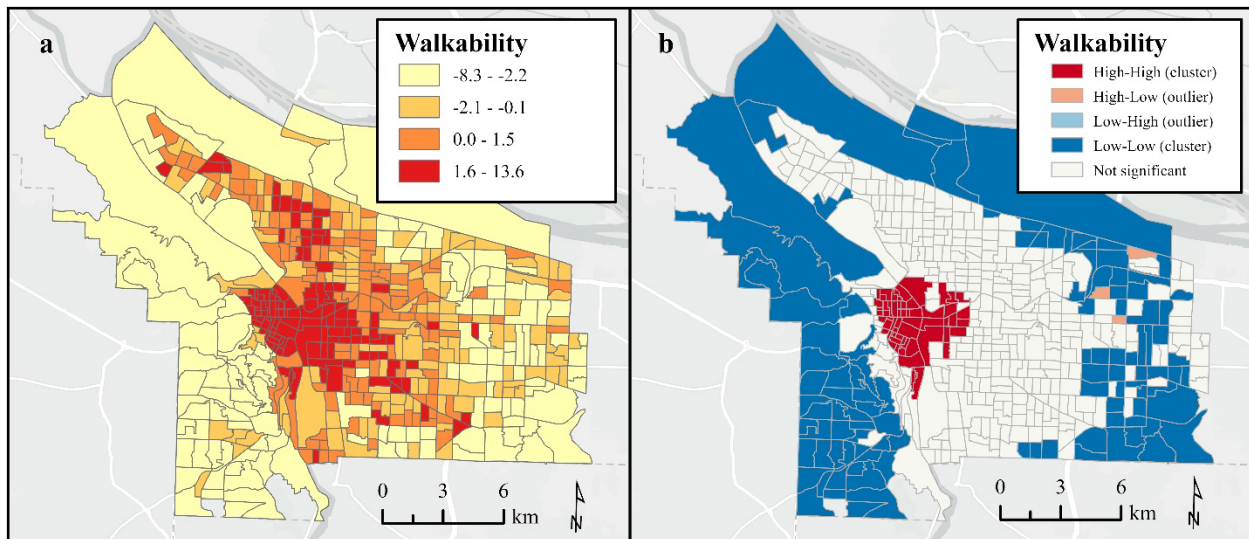 a
Walkability
-8.3 - -2.2
-2.1 - -0.1
0.0 - 1.5
1.6 - 13.6
0 3 6
km
N
b
Walkability
High-High (cluster)
High-Low (outlier)
Low-High (outlier)
Low-Low (cluster)
Not significant
0 3 6
km
N